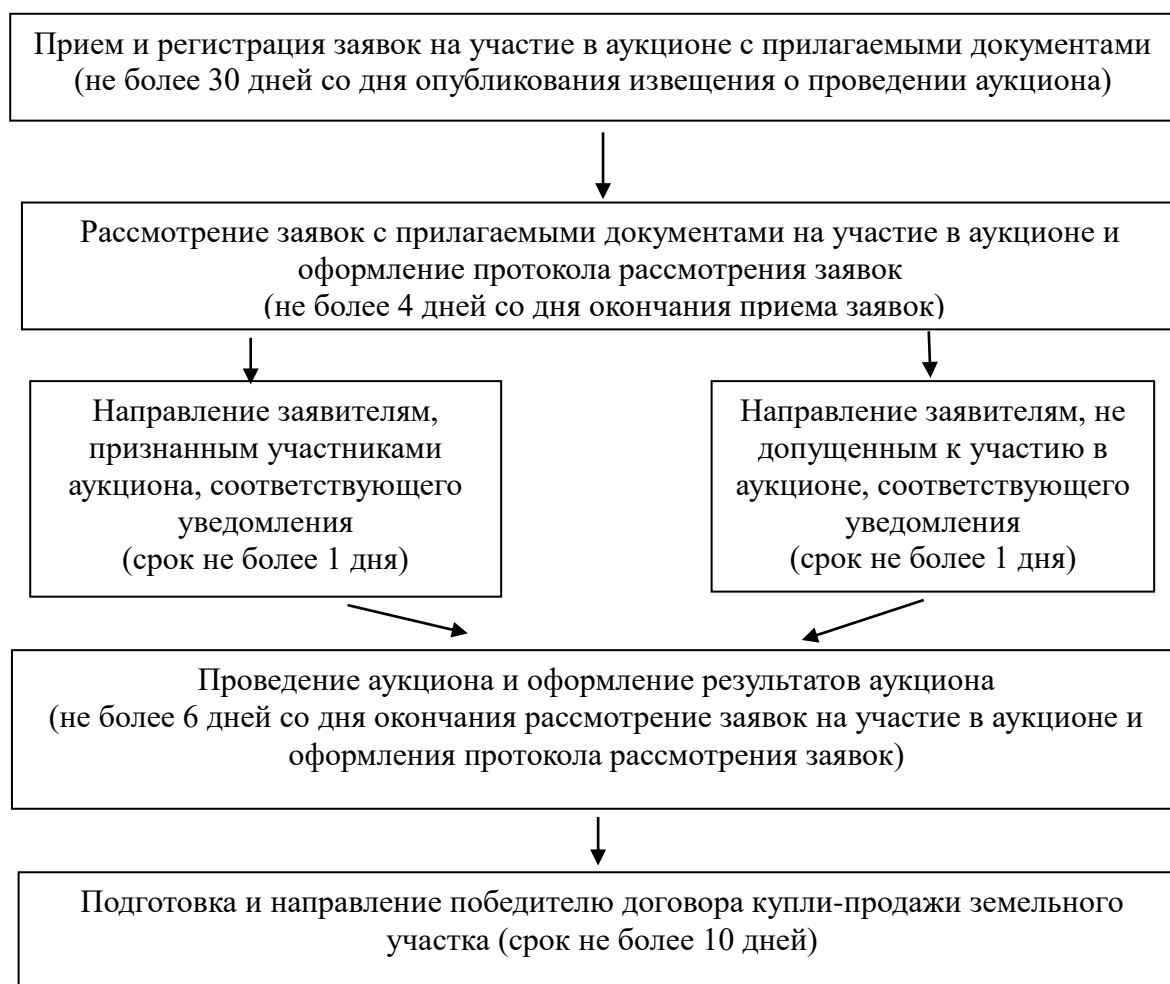 Прием и регистрация заявок на участие в аукционе с прилагаемыми документами
(не более 30 дней со дня опубликования извещения о проведении аукциона)
Рассмотрение заявок с прилагаемыми документами на участие в аукционе и
оформление протокола рассмотрения заявок
(не более 4 дней со дня окончания приема заявок)
Направление заявителям,
признанным участниками
аукциона, соответствующего
уведомления
(срок не более 1 дня)
Направление заявителям, не
допущенным к участию в
аукционе, соответствующего
уведомления
(срок не более 1 дня)
Проведение аукциона и оформление результатов аукциона
(не более 6 дней со дня окончания рассмотрение заявок на участие в аукционе и
оформления протокола рассмотрения заявок)
Подготовка и направление победителю договора купли-продажи земельного
участка (срок не более 10 дней)